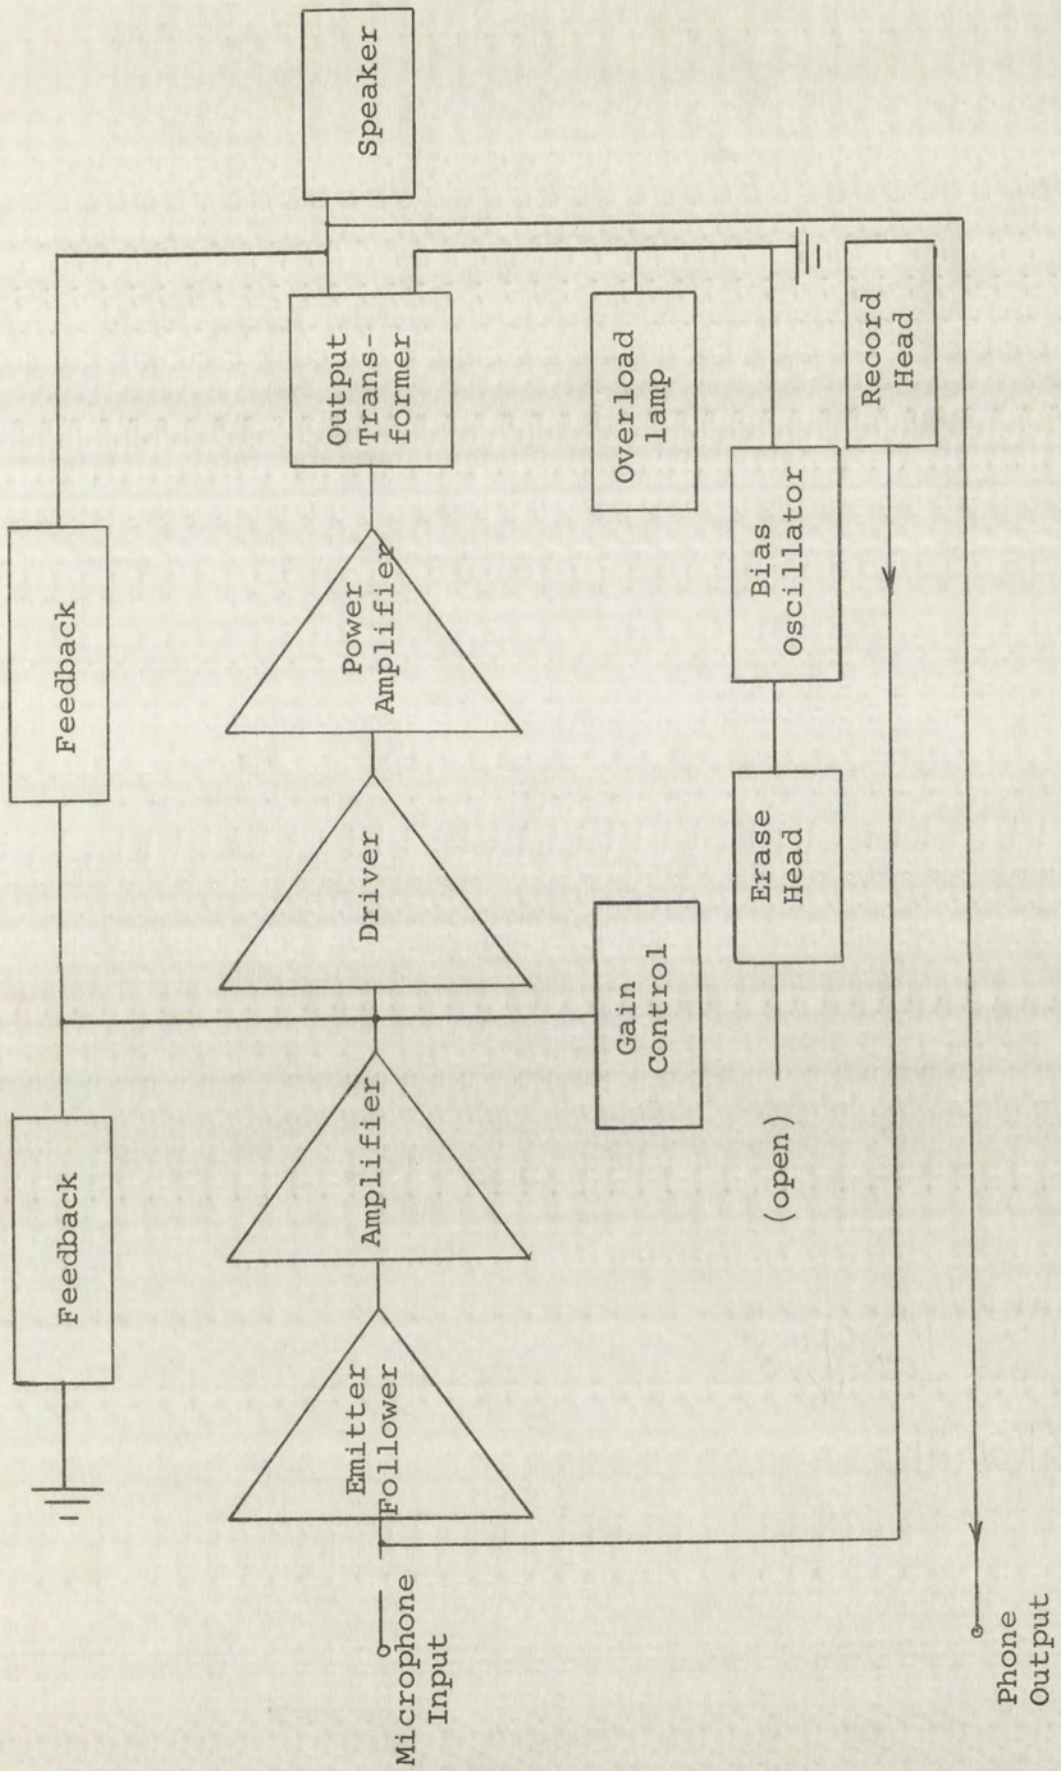 Feedback
Feedback
Microphone
Input
Emitter
Follower
Amplifier
Driver
Power
Amplifier
Output
Trans-
former
Speaker
Gain
Control
Overload
lamp
(open)
Erase
Head
Bias
Oscillator
Record
Head
Phone
Output